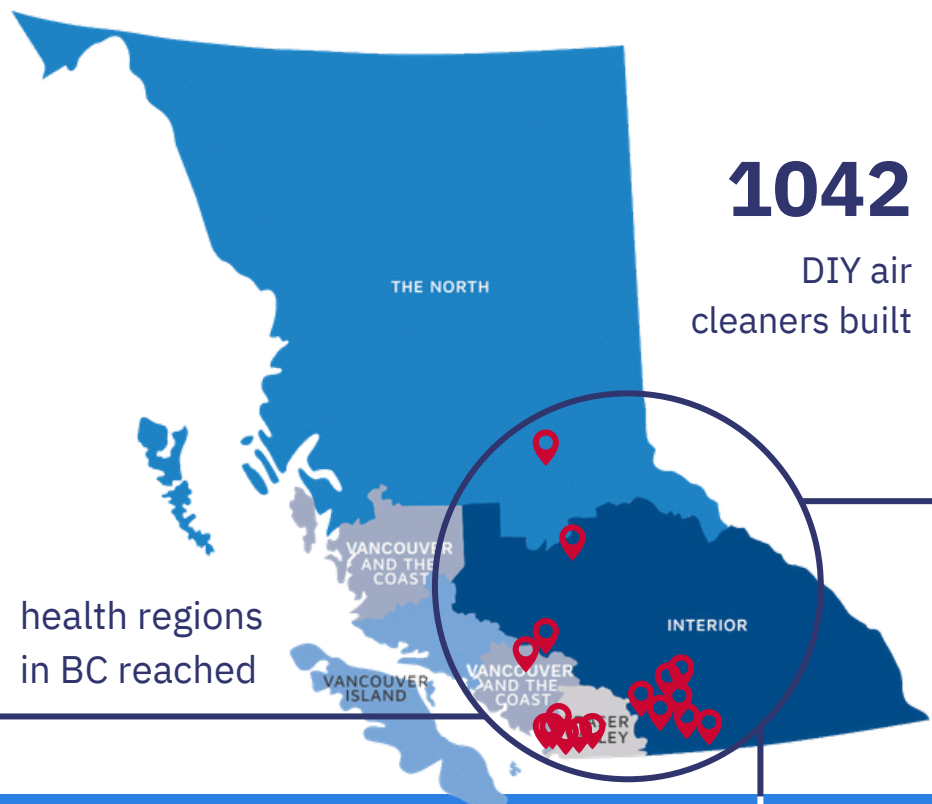 1042
DIY air
cleaners built
THE NORTH
VANCOUVER
AND THE
COAST
health regions
in BC reached
INTERIOR
VANCOUVER
ISLAND
VANCOUVER
AND THE
COAST